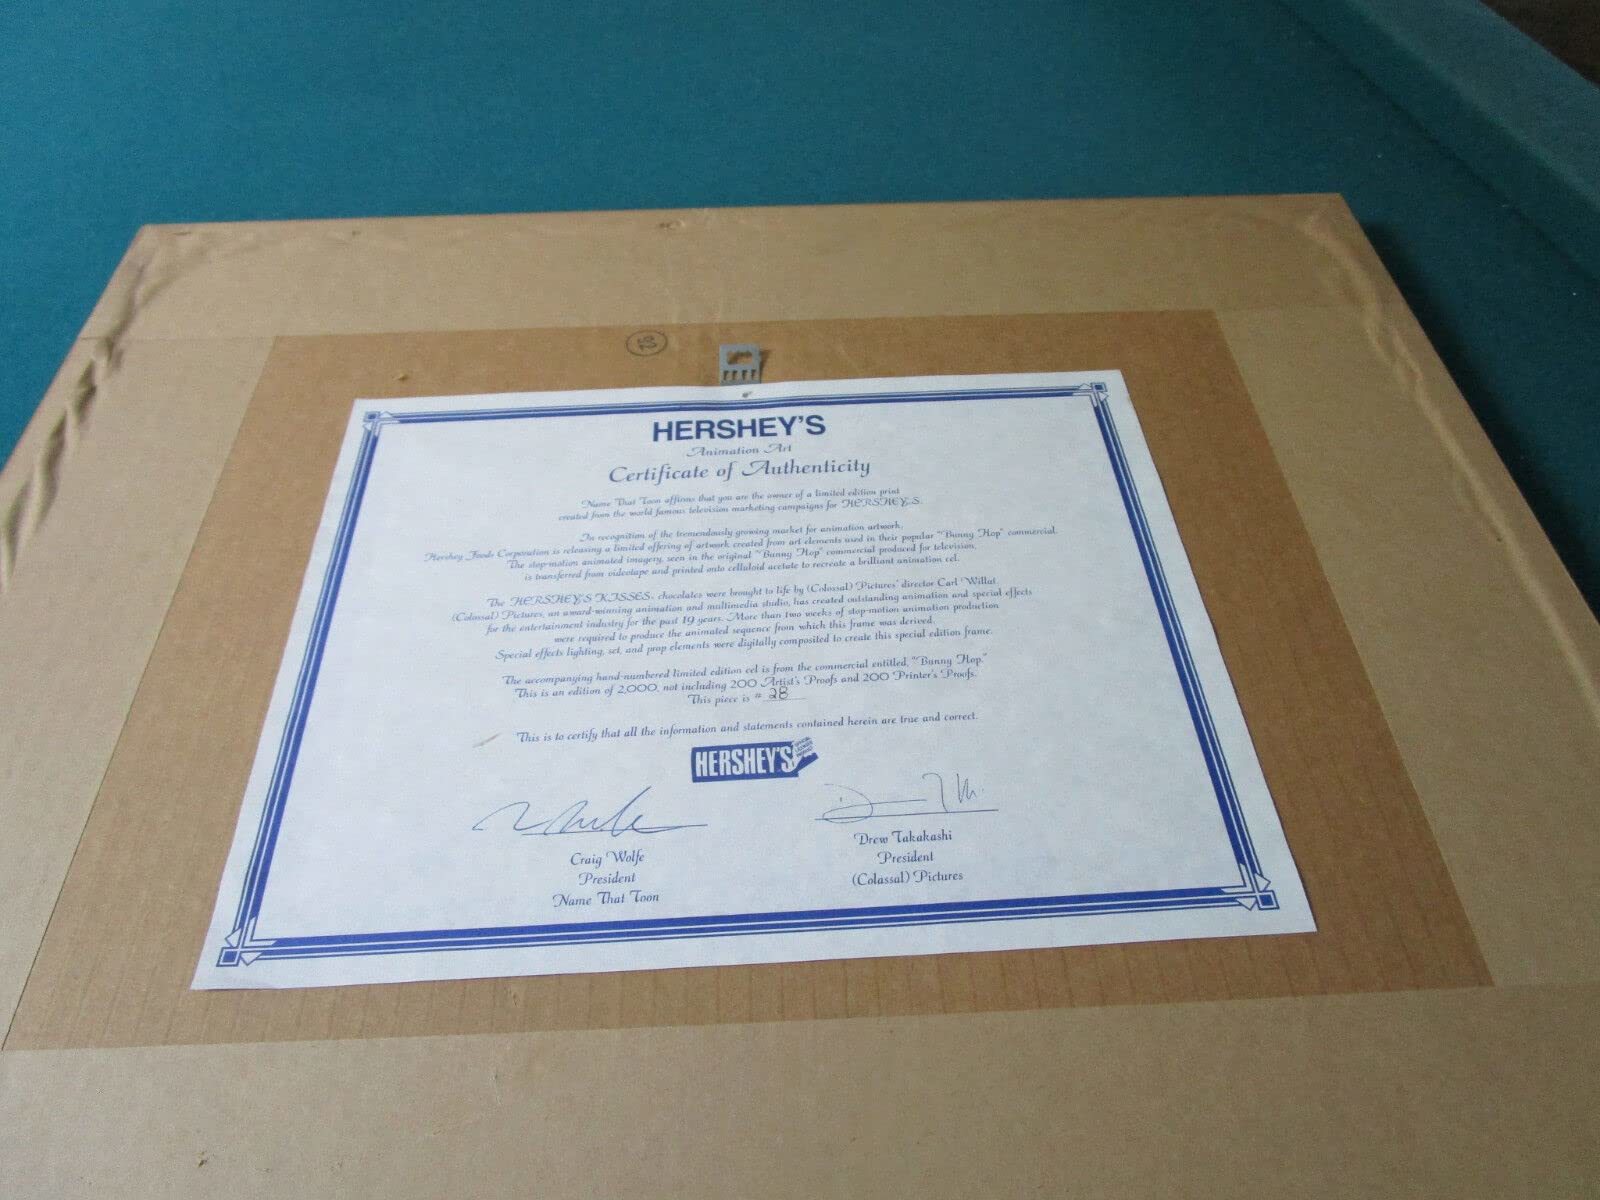 HERSHEY'S
Animation Art
Certificate of Authenticity
Name That Toon affirms that you are the owner of a limited edition print
created from the world famous television marketing campaigns for HERSHEY'S.
In recognition of the tremendously growing market for animation artwork,
Hershey Foods Corporation is releasing a limited offering of artwork created from art elements used in their popular "Bunny Hop" commercial.
The stop-motion animated imagery, seen in the original "Bunny Hop" commercial produced for television,
is transferred from videotape and printed onto celluloid acetate to recreate a brilliant animation cel.
The HERSHEY'S KISSES® chocolates were brought to life by (Colossal) Pictures' director Carl Willat.
(Colossal) Pictures, an award-winning animation and multimedia studio, has created outstanding animation and special effects
for the entertainment industry for the past 19 years. More than two weeks of stop-motion animation production
were required to produce the animated sequence from which this frame was derived.
Special effects lighting, set, and prop elements were digitally composited to create this special edition frame.
The accompanying hand-numbered limited edition cel is from the commercial entitled, "Bunny Hop."
This is an edition of 2,000, not including 200 Artist's Proofs and 200 Printer's Proofs.
This piece is # 28
This is to certify that all the information and statements contained herein are true and correct.
HERSHEY'S
Craig Wolfe
President
Name That Toon
Drew Takakashi
President
(Colassal) Pictures